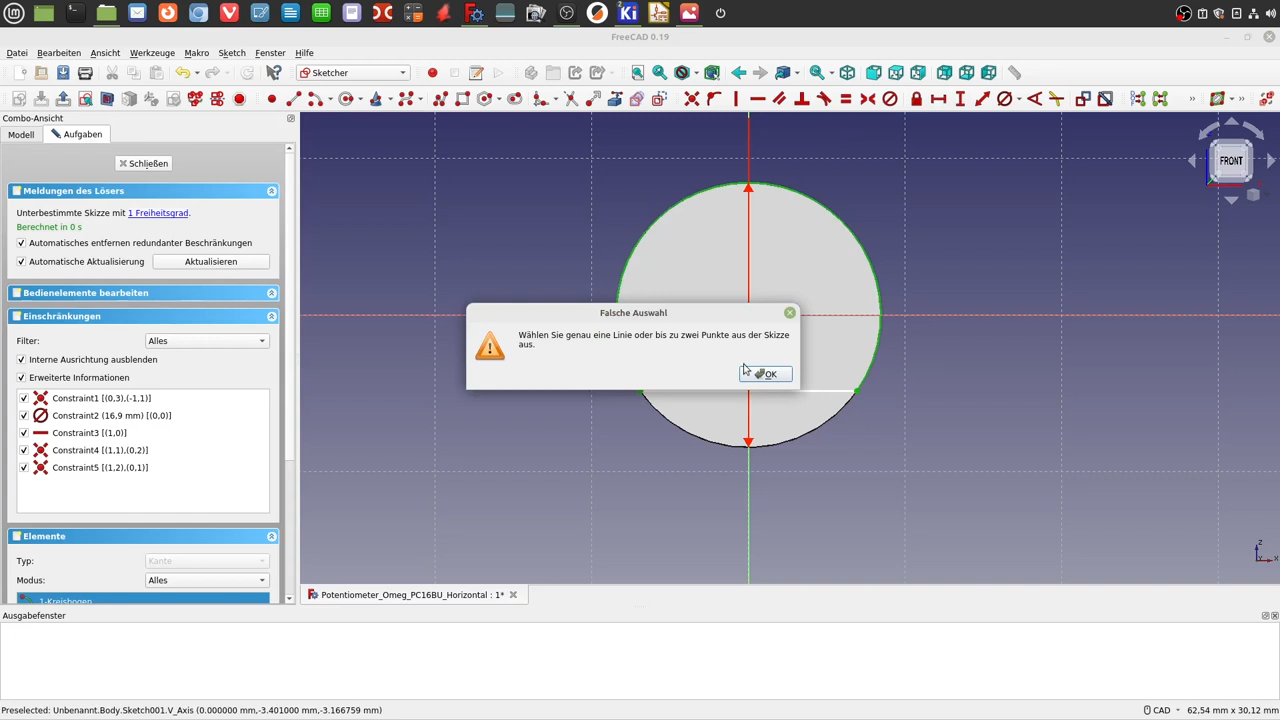 FreeCAD 0.19
Datei Bearbeiten Ansicht Werkzeuge Makro Sketch Fenster Hilfe
Sketcher
Combo-Ansicht
Modell Aufgaben
Schließen
Meldungen des Lösers
Unterbestimmte Skizze mit 1 Freiheitsgrad.
Berechnet in 0 s
Automatisches entfernen redundanter Beschränkungen
Automatische Aktualisierung Aktualisieren
Bedienelemente bearbeiten
Einschränkungen
Filter: Alles
Interne Ausrichtung ausblenden
Erweiterte Informationen
Constraint1 [(0,3),(-1,1)]
Constraint2 (16,9 mm) [(0,0)]
Constraint3 [(1,0)]
Constraint4 [(1,1),(0,2)]
Constraint5 [(1,2),(0,1)]
Elemente
Typ: Kante
Modus: Alles
1-Kreisbogen
FRONT
Falsche Auswahl
Wählen Sie genau eine Linie oder bis zu zwei Punkte aus der Skizze
aus.
OK
Z
X
Potentiometer_Omeg_PC16BU_Horizontal : 1*
Ausgabefenster
Preselected: Unbenannt.Body.Sketch001.V_Axis (0.000000 mm,-3.401000 mm,-3.166759 mm)
CAD 62,54 mm x 30,12 mm